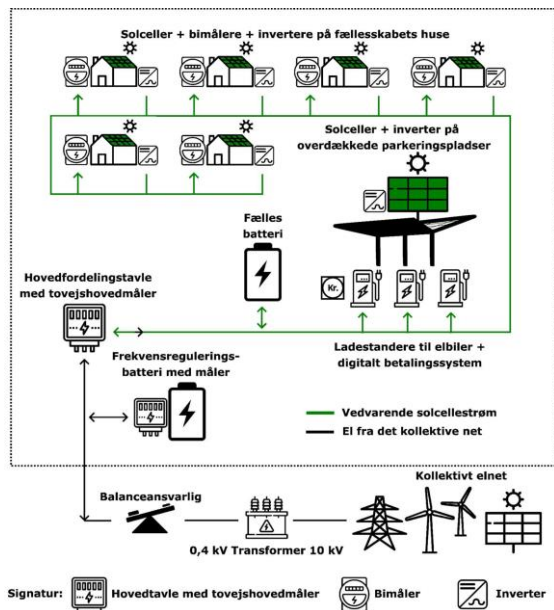 Solceller + bimålere + invertere på fællesskabets huse
Solceller + inverter på
overdækkede parkeringspladser
Fælles
batteri
Kr.
Hovedfordelingstavle
med tovejshovedmåler
Ladestandere til elbiler +
digitalt betalingssystem
Frekvensregulerings-
batteri med måler
Vedvarende solcellestrøm
El fra det kollektive net
Balanceansvarlig
Kollektivt elnet
0,4 kV Transformer 10 kV
Signatur:
Hovedtavle med tovejshovedmåler
Bimåler
Inverter